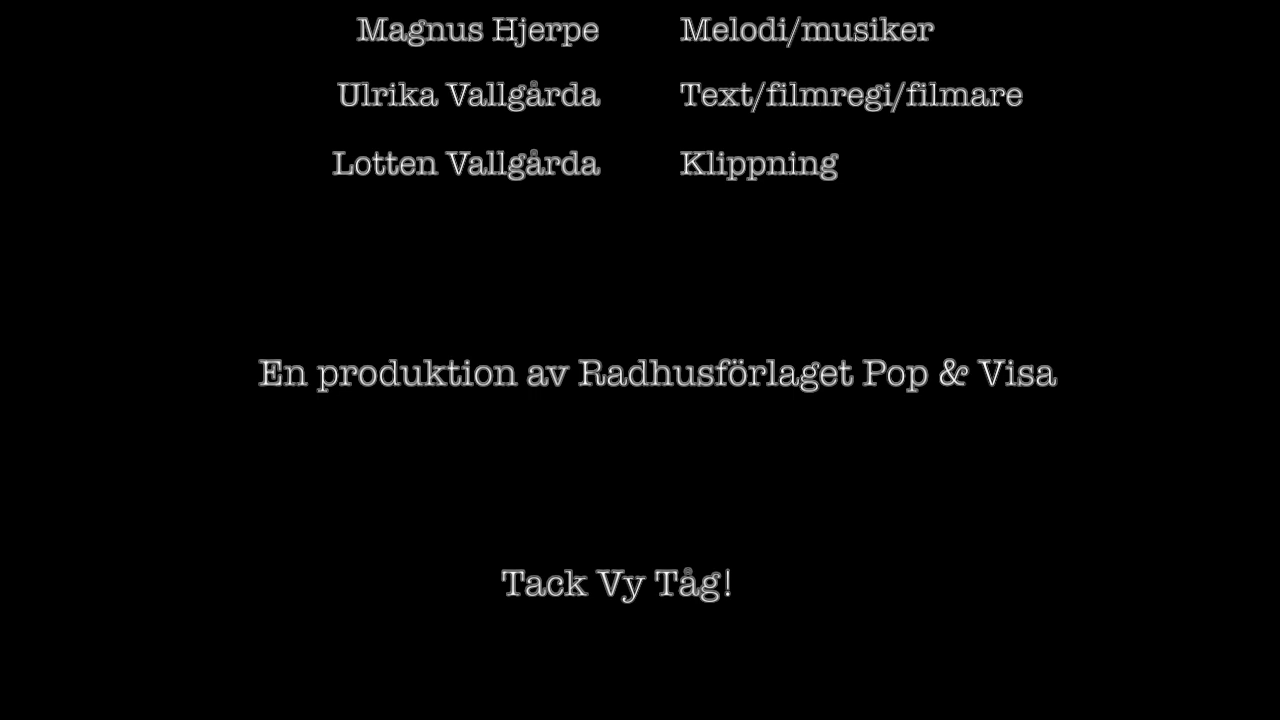 Magnus Hjerpe Melodi/musiker
Ulrika Vallgårda Text/filmregi/filmare
Lotten Vallgårda Klippning
En produktion av Radhusförlaget Pop & Visa
Tack Vy Tåg!